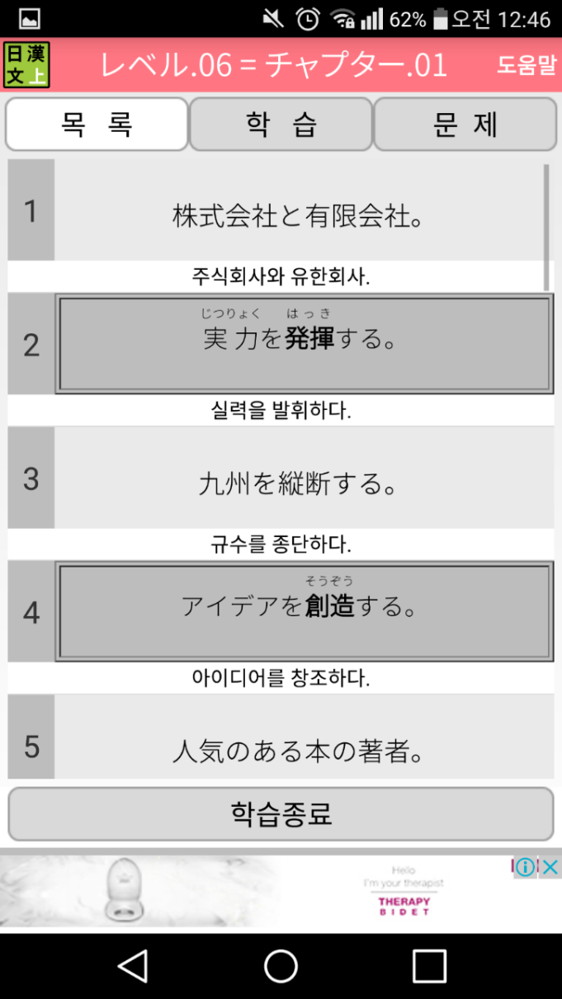 62% 오전 12:46
日漢
文上
レベル.06 = チャプター.01
도움말
목 록
학 습
문 제
1
株式会社と有限会社。
주식회사와 유한회사.
2
じつりょく はっき
実力を発揮する。
실력을 발휘하다.
3
九州を縦断する。
규수를 종단하다.
4
そうぞう
アイデアを創造する。
아이디어를 창조하다.
5
人気のある本の著者。
학습종료
Hello
I'm your therapist
THERAPY
BIDET